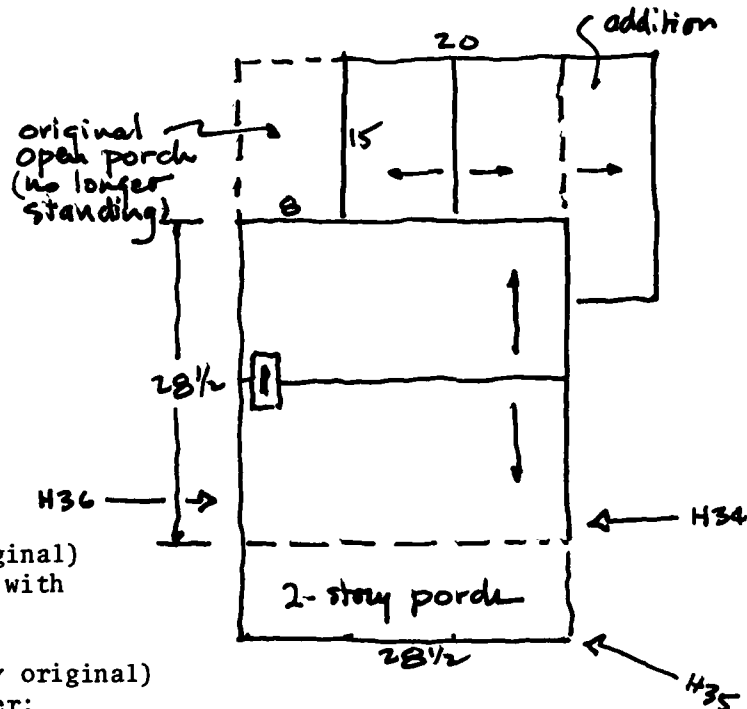 addition
20
original
open porch
(no longer
standing)
15
8
28½
H36
H34
ginal)
with
2-story porch
28½
y original)
er:
H35